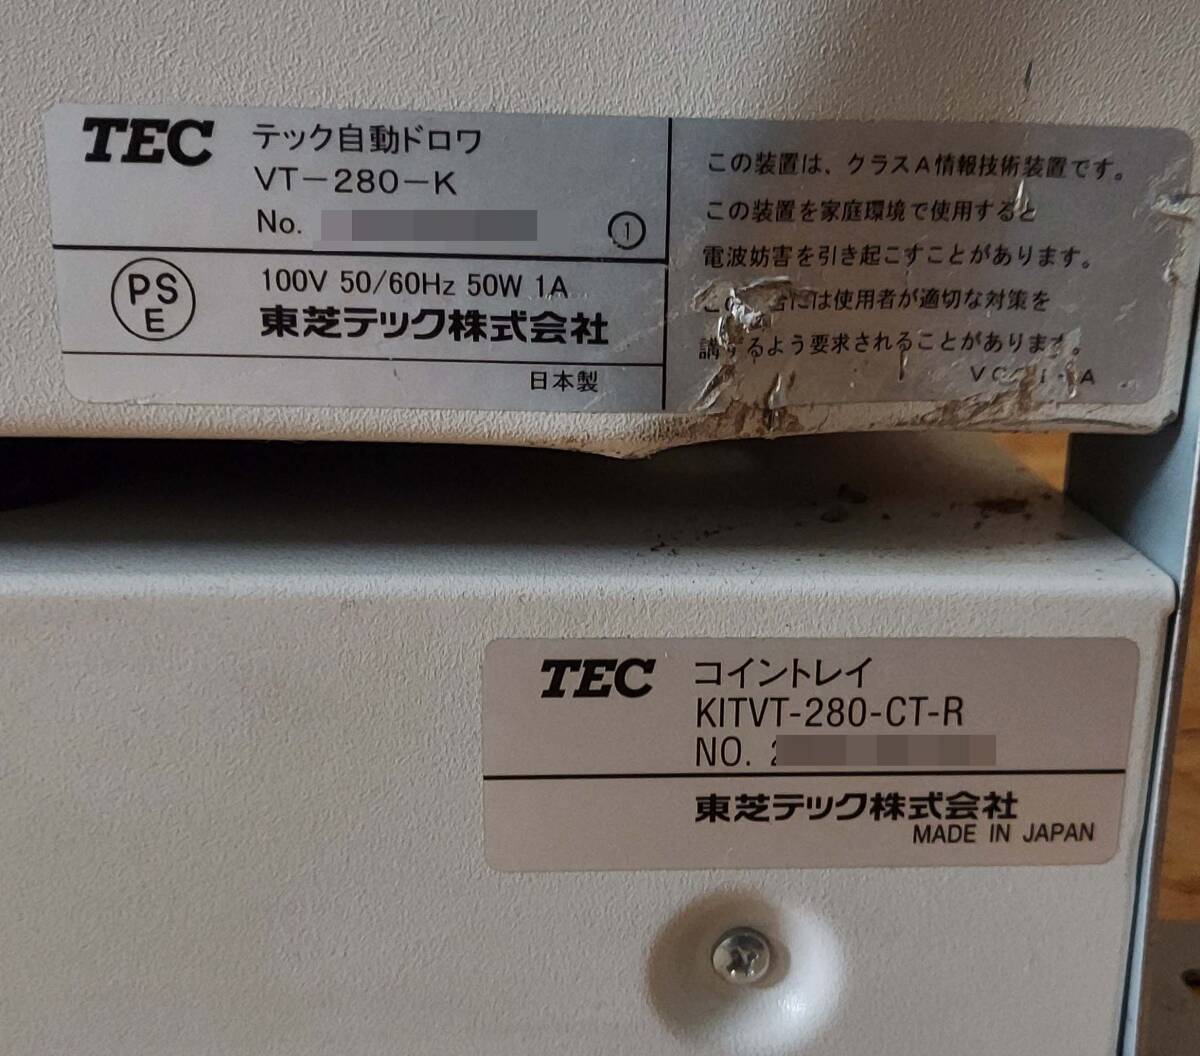 TEC
テック自動ドロワ
VT-280-K
No.
①
PS
E
100V 50/60Hz 50W 1A
東芝テック株式会社
日本製
この装置は、クラスA情報技術装置です。
この装置を家庭環境で使用すると
電波妨害を引き起こすことがあります。
この には使用者が適切な対策を
講ずるよう要求されることがあります。
TEC
コイントレイ
KITVT-280-CT-R
NO. 2
東芝テック株式会社
MADE IN JAPAN